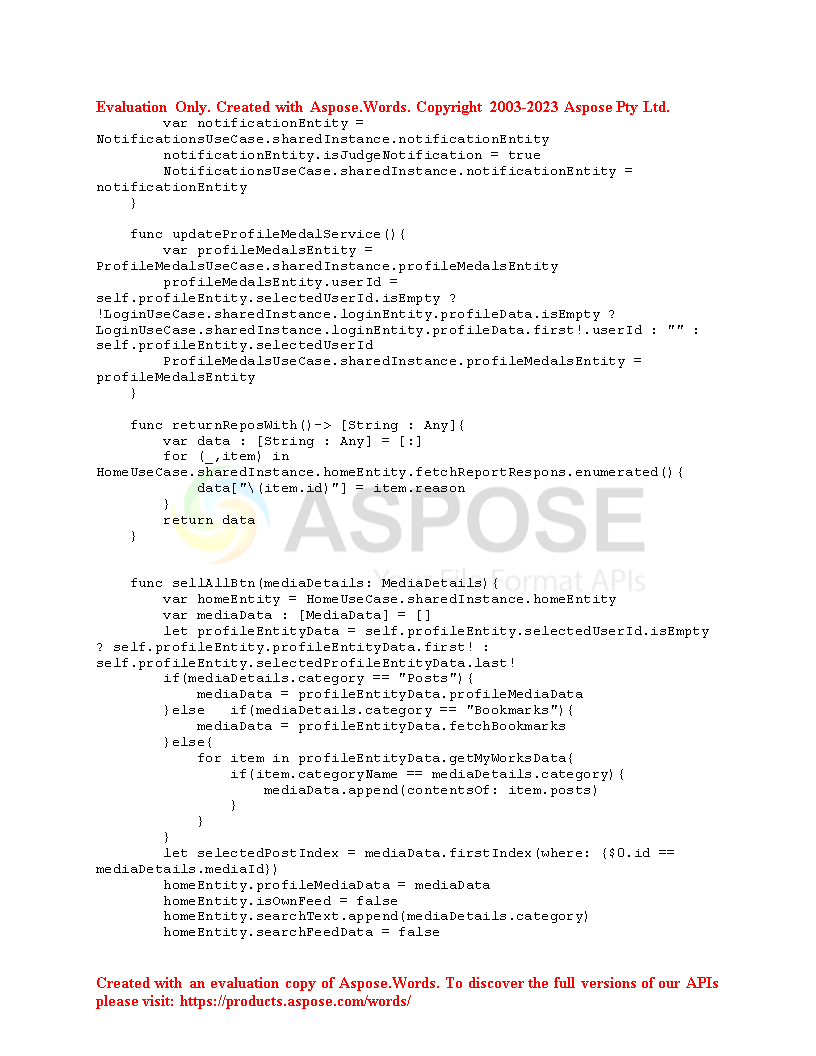 Evaluation Only. Created with Aspose.Words. Copyright 2003-2023 Aspose Pty Ltd.
        var notificationEntity =
NotificationsUseCase.sharedInstance.notificationEntity
        notificationEntity.isJudgeNotification = true
        NotificationsUseCase.sharedInstance.notificationEntity =
notificationEntity
    }

    func updateProfileMedalService(){
        var profileMedalsEntity =
ProfileMedalsUseCase.sharedInstance.profileMedalsEntity
        profileMedalsEntity.userId =
self.profileEntity.selectedUserId.isEmpty ?
!LoginUseCase.sharedInstance.loginEntity.profileData.isEmpty ?
LoginUseCase.sharedInstance.loginEntity.profileData.first!.userId : "" :
self.profileEntity.selectedUserId
        ProfileMedalsUseCase.sharedInstance.profileMedalsEntity =
profileMedalsEntity
    }

    func returnReposWith()-> [String : Any]{
        var data : [String : Any] = [:]
        for (_,item) in
HomeUseCase.sharedInstance.homeEntity.fetchReportRespons.enumerated(){
            data["\(item.id)"] = item.reason
        }
        return data
    }
ASPOSE
Your File Format APIs

    func sellAllBtn(mediaDetails: MediaDetails){
        var homeEntity = HomeUseCase.sharedInstance.homeEntity
        var mediaData : [MediaData] = []
        let profileEntityData = self.profileEntity.selectedUserId.isEmpty
? self.profileEntity.profileEntityData.first! :
self.profileEntity.selectedProfileEntityData.last!
        if(mediaDetails.category == "Posts"){
            mediaData = profileEntityData.profileMediaData
        }else   if(mediaDetails.category == "Bookmarks"){
            mediaData = profileEntityData.fetchBookmarks
        }else{
            for item in profileEntityData.getMyWorksData{
                if(item.categoryName == mediaDetails.category){
                    mediaData.append(contentsOf: item.posts)
                }
            }
        }
        let selectedPostIndex = mediaData.firstIndex(where: {$0.id ==
mediaDetails.mediaId})
        homeEntity.profileMediaData = mediaData
        homeEntity.isOwnFeed = false
        homeEntity.searchText.append(mediaDetails.category)
        homeEntity.searchFeedData = false

Created with an evaluation copy of Aspose.Words. To discover the full versions of our APIs
please visit: https://products.aspose.com/words/